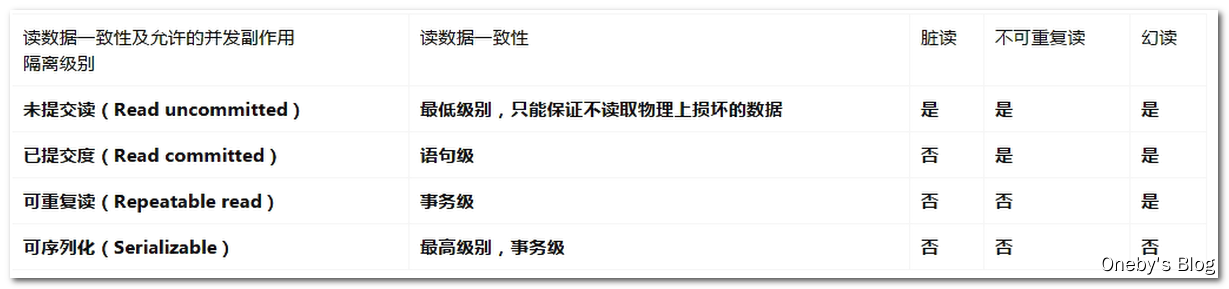 读数据一致性及允许的并发副作用
隔离级别 读数据一致性 脏读 不可重复读 幻读
未提交读（Read uncommitted） 最低级别，只能保证不读取物理上损坏的数据 是 是 是
已提交度（Read committed） 语句级 否 是 是
可重复读（Repeatable read） 事务级 否 否 是
可序列化（Serializable） 最高级别，事务级 否 否 否
Oneby's Blog